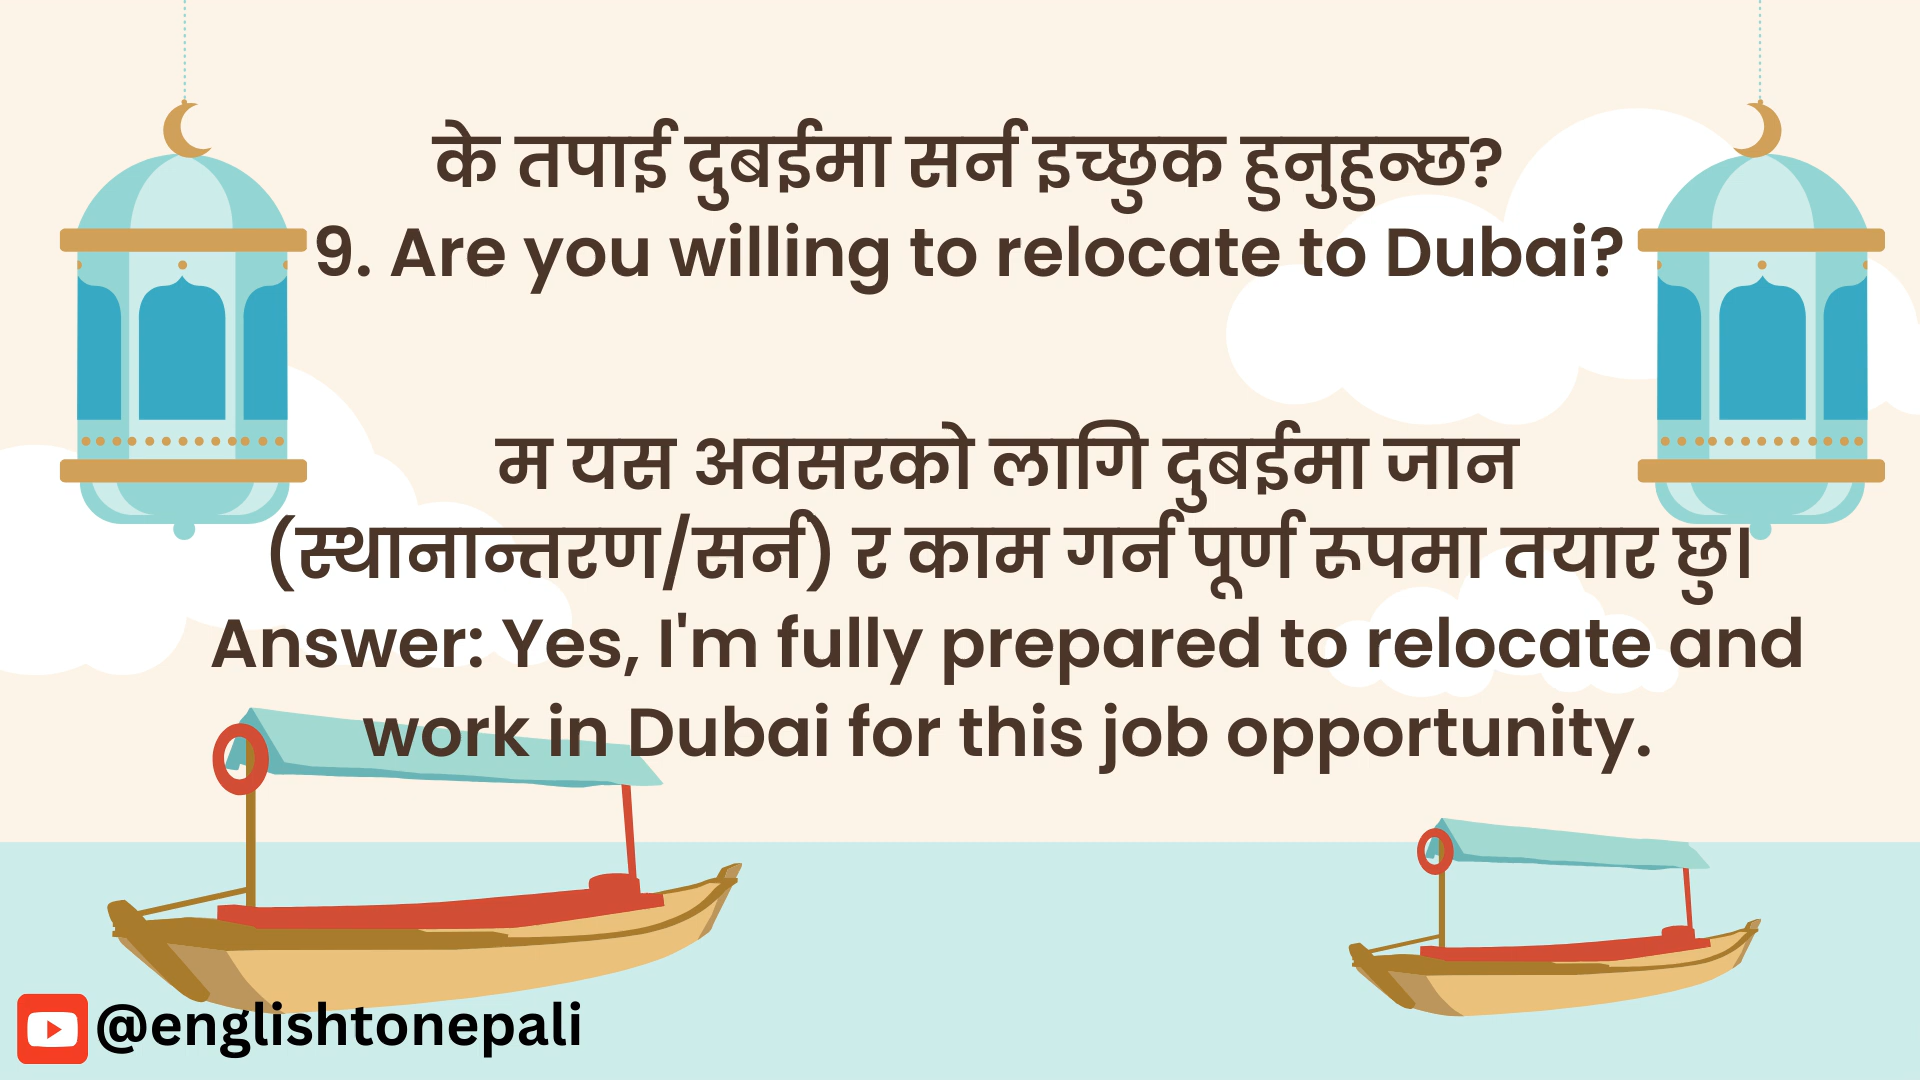 के तपाई दुबईमा सर्न इच्छुक हुनुहुन्छ?
9. Are you willing to relocate to Dubai?
म यस अवसरको लागि दुबईमा जान
(स्थानान्तरण/सर्न) र काम गर्न पूर्ण रूपमा तयार छु।
Answer: Yes, I'm fully prepared to relocate and
work in Dubai for this job opportunity.
@englishtonepali